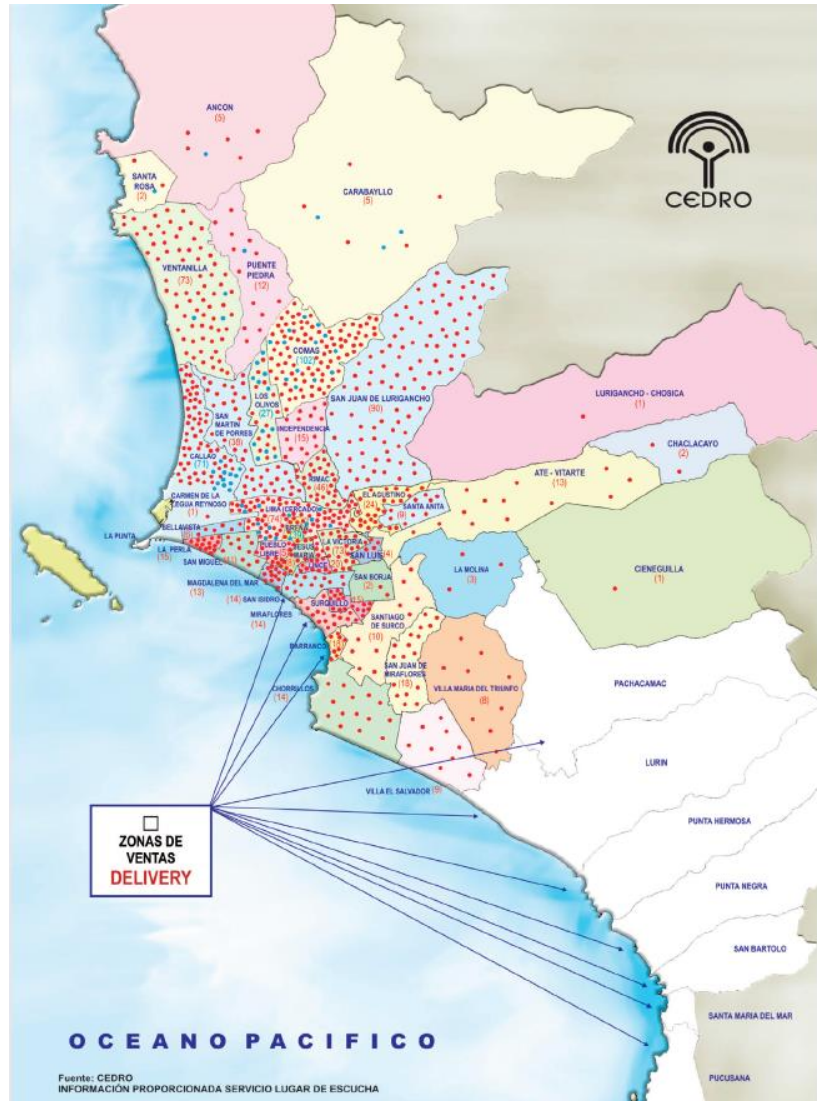 ANCON
(5)
CEDRO
SANTA
ROSA
(2)
CARABAYLLO
(5)
VENTANILLA
(73)
PUENTE
PIEDRA
(12)
COMAS
(102)
LOS
OLIVOS
(27)
SAN JUAN DE LURIGANCHO
(90)
LURIGANCHO - CHOSICA
(1)
SAN
MARTIN
DE PORRES
(38)
INDEPENDENCIA
(15)
CHACLACAYO
(2)
CALLAO
(71)
RIMAC
(46)
ATE - VITARTE
(13)
CARMEN DE LA
LEGUA REYNOSO
(1)
LIMA (CERCADO)
(74)
EL AGUSTINO
(24)
SANTA ANITA
(9)
BELLAVISTA
LA PUNTA
LA PERLA
(15)
SAN MIGUEL
PUEBLO
LIBRE
JESUS
MARIA
LA VICTORIA
LINCE
SAN LUIS
(4)
SAN BORJA
(2)
LA MOLINA
(3)
CIENEGUILLA
(1)
MAGDALENA DEL MAR
(13)
SAN ISIDRO
(14)
MIRAFLORES
(14)
SURQUILLO
SANTIAGO
DE SURCO
(10)
BARRANCO
SAN JUAN DE
MIRAFLORES
(18)
VILLA MARIA DEL TRIUNFO
(8)
CHORRILLOS
(14)
PACHACAMAC
LURIN
VILLA EL SALVADOR (9)
PUNTA HERMOSA
PUNTA NEGRA
SAN BARTOLO
SANTA MARIA DEL MAR
PUCUSANA
ZONAS DE
VENTAS
DELIVERY
OCEANO PACIFICO
Fuente: CEDRO
INFORMACIÓN PROPORCIONADA SERVICIO LUGAR DE ESCUCHA